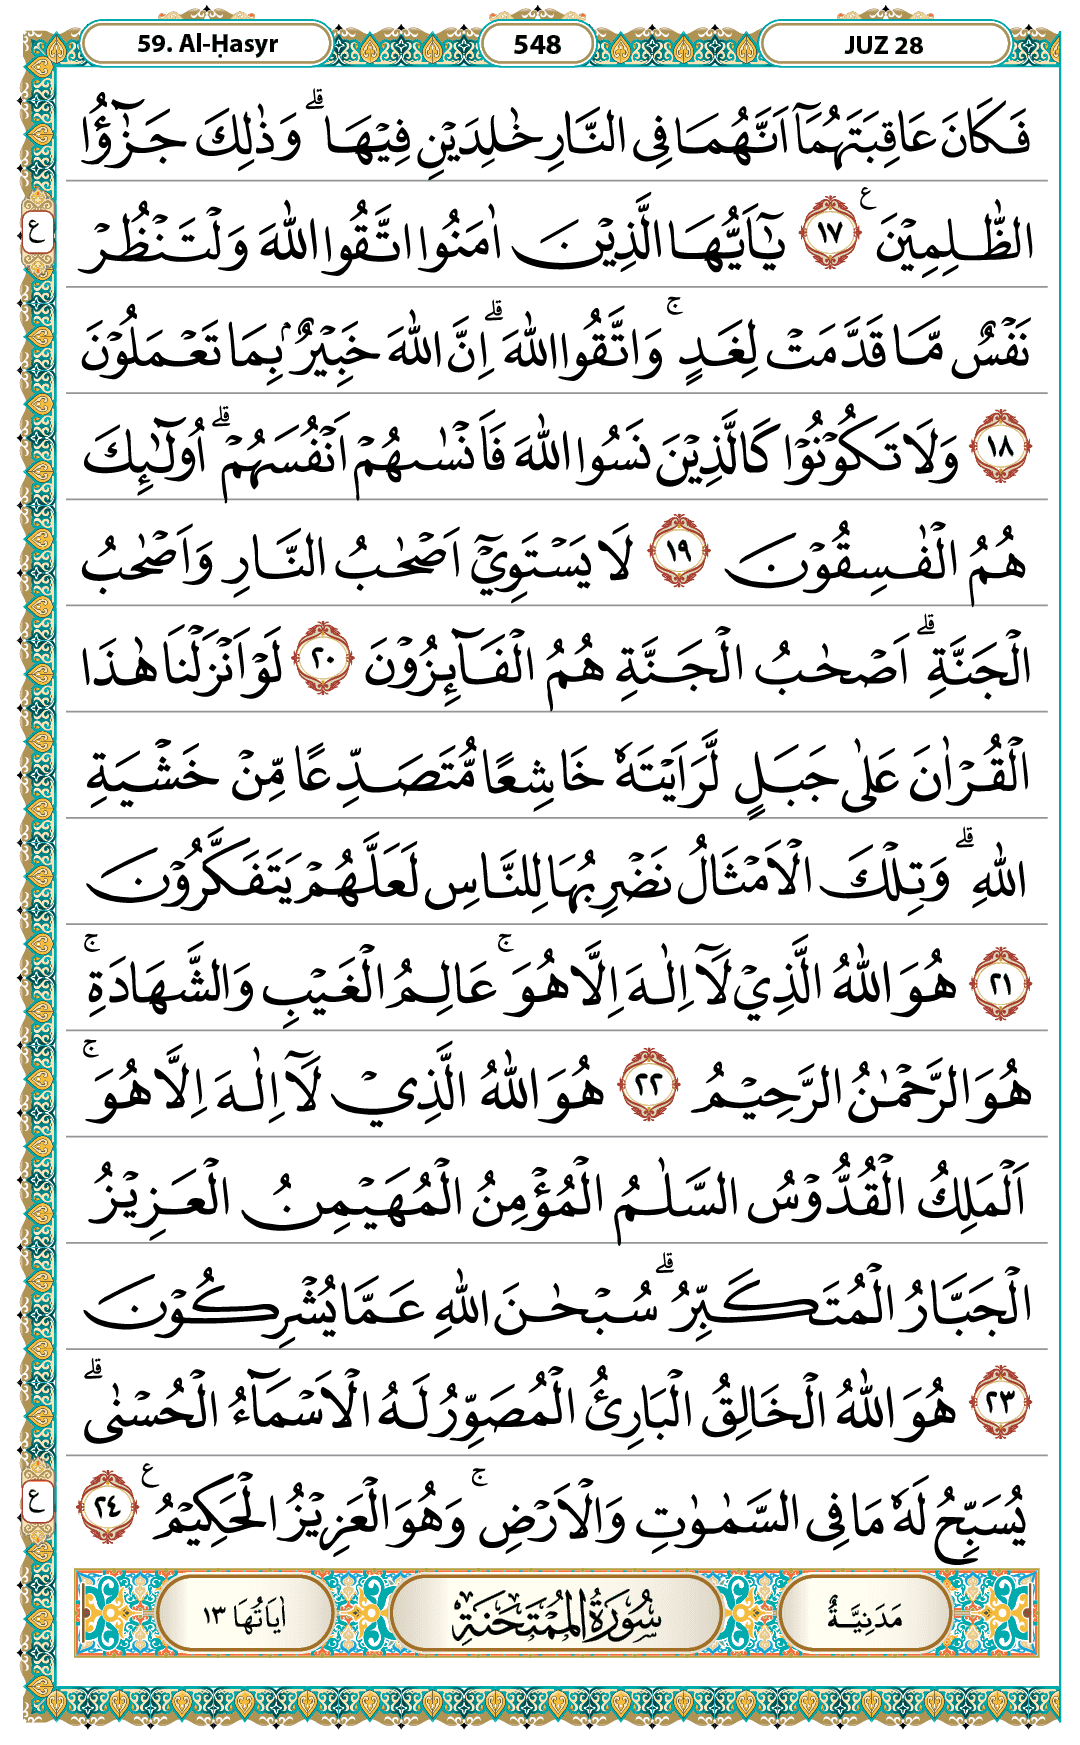 59. Al-Ḥasyr
548
JUZ 28
فَكَانَ عَاقِبَتَهُمَآ اَنَّهُمَا فِى النَّارِ خٰلِدَيْنِ فِيْهَاۗ وَذٰلِكَ جَزٰۤؤُا
الظّٰلِمِيْنَ ࣖ ١٧ يٰٓاَيُّهَا الَّذِيْنَ اٰمَنُوا اتَّقُوا اللّٰهَ وَلْتَنْظُرْ
نَفْسٌ مَّا قَدَّمَتْ لِغَدٍۚ وَاتَّقُوا اللّٰهَ ۗاِنَّ اللّٰهَ خَبِيْرٌ ۢبِمَا تَعْمَلُوْنَ
١٨ وَلَا تَكُوْنُوْا كَالَّذِيْنَ نَسُوا اللّٰهَ فَاَنْسٰىهُمْ اَنْفُسَهُمْۗ اُولٰۤىِٕكَ
هُمُ الْفٰسِقُوْنَ ١٩ لَا يَسْتَوِيْٓ اَصْحٰبُ النَّارِ وَاَصْحٰبُ
الْجَنَّةِۗ اَصْحٰبُ الْجَنَّةِ هُمُ الْفَاۤىِٕزُوْنَ ٢٠ لَوْ اَنْزَلْنَا هٰذَا
الْقُرْاٰنَ عَلٰى جَبَلٍ لَّرَاَيْتَهٗ خَاشِعًا مُّتَصَدِّعًا مِّنْ خَشْيَةِ
اللّٰهِ ۗوَتِلْكَ الْاَمْثَالُ نَضْرِبُهَا لِلنَّاسِ لَعَلَّهُمْ يَتَفَكَّرُوْنَ
٢١ هُوَ اللّٰهُ الَّذِيْ لَآ اِلٰهَ اِلَّا هُوَۚ عَالِمُ الْغَيْبِ وَالشَّهَادَةِۚ
هُوَ الرَّحْمٰنُ الرَّحِيْمُ ٢٢ هُوَ اللّٰهُ الَّذِيْ لَآ اِلٰهَ اِلَّا هُوَۚ
اَلْمَلِكُ الْقُدُّوْسُ السَّلٰمُ الْمُؤْمِنُ الْمُهَيْمِنُ الْعَزِيْزُ
الْجَبَّارُ الْمُتَكَبِّرُۗ سُبْحٰنَ اللّٰهِ عَمَّا يُشْرِكُوْنَ
٢٣ هُوَ اللّٰهُ الْخَالِقُ الْبَارِئُ الْمُصَوِّرُ لَهُ الْاَسْمَاۤءُ الْحُسْنٰىۗ
يُسَبِّحُ لَهٗ مَا فِى السَّمٰوٰتِ وَالْاَرْضِۚ وَهُوَ الْعَزِيْزُ الْحَكِيْمُ ࣖ ٢٤
ع
ع
مَدَنِيَّةٌ
سُوْرَةُ الْمُمْتَحَنَةِ
اٰيَاتُهَا ١٣